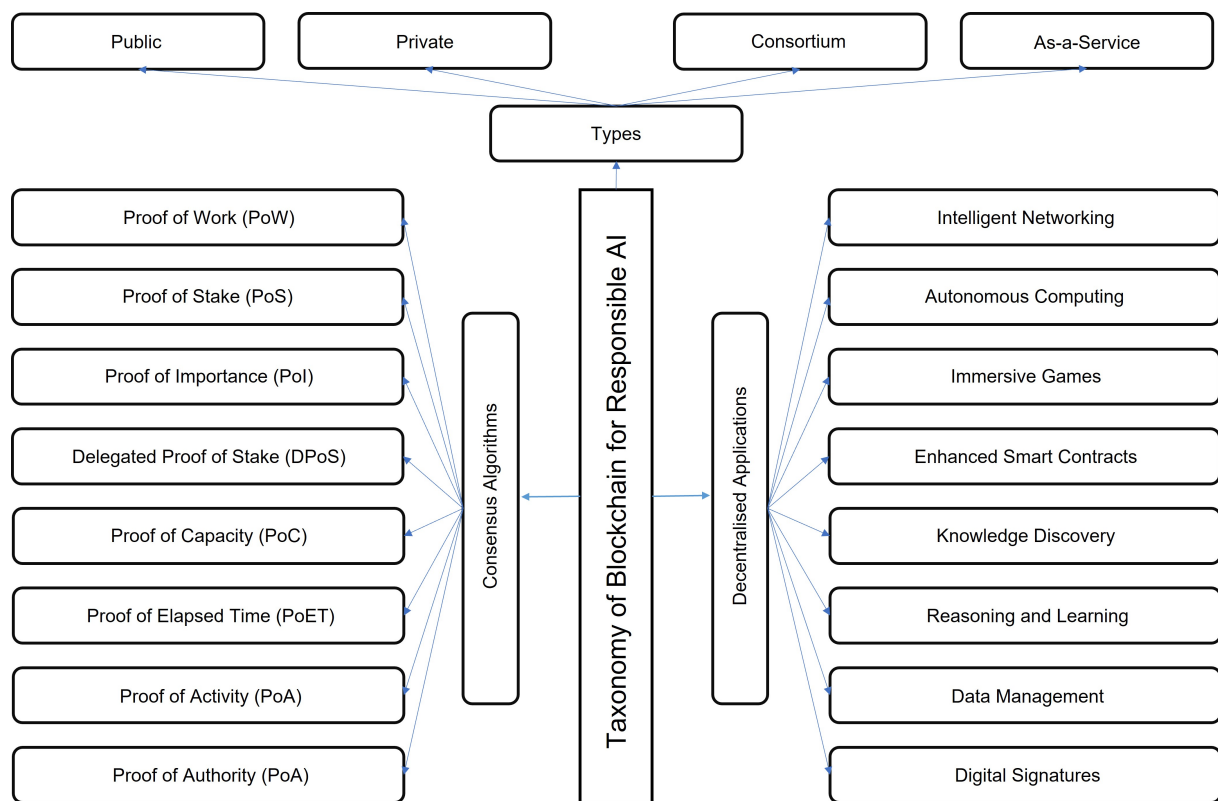 Public
Private
Consortium
As-a-Service
Types
Proof of Work (PoW)
Proof of Stake (PoS)
Proof of Importance (PoI)
Delegated Proof of Stake (DPoS)
Proof of Capacity (PoC)
Proof of Elapsed Time (PoET)
Proof of Activity (PoA)
Proof of Authority (PoA)
Consensus Algorithms
Taxonomy of Blockchain for Responsible AI
Decentralised Applications
Intelligent Networking
Autonomous Computing
Immersive Games
Enhanced Smart Contracts
Knowledge Discovery
Reasoning and Learning
Data Management
Digital Signatures